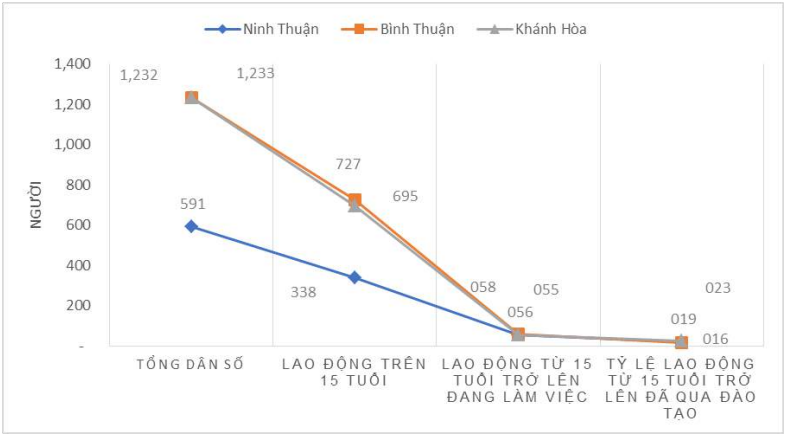 Ninh Thuận Bình Thuận Khánh Hòa
1,400
1,200
1,000
800
600
400
200
-
NGƯỜI
1,232 1,233
591
727
695
338
058 055
056
023
019
016
TỔNG DÂN SỐ
LAO ĐỘNG TRÊN
15 TUỔI
LAO ĐỘNG TỪ 15
TUỔI TRỞ LÊN
ĐANG LÀM VIỆC
TỶ LỆ LAO ĐỘNG
TỪ 15 TUỔI TRỞ
LÊN ĐÃ QUA ĐÀO
TẠO